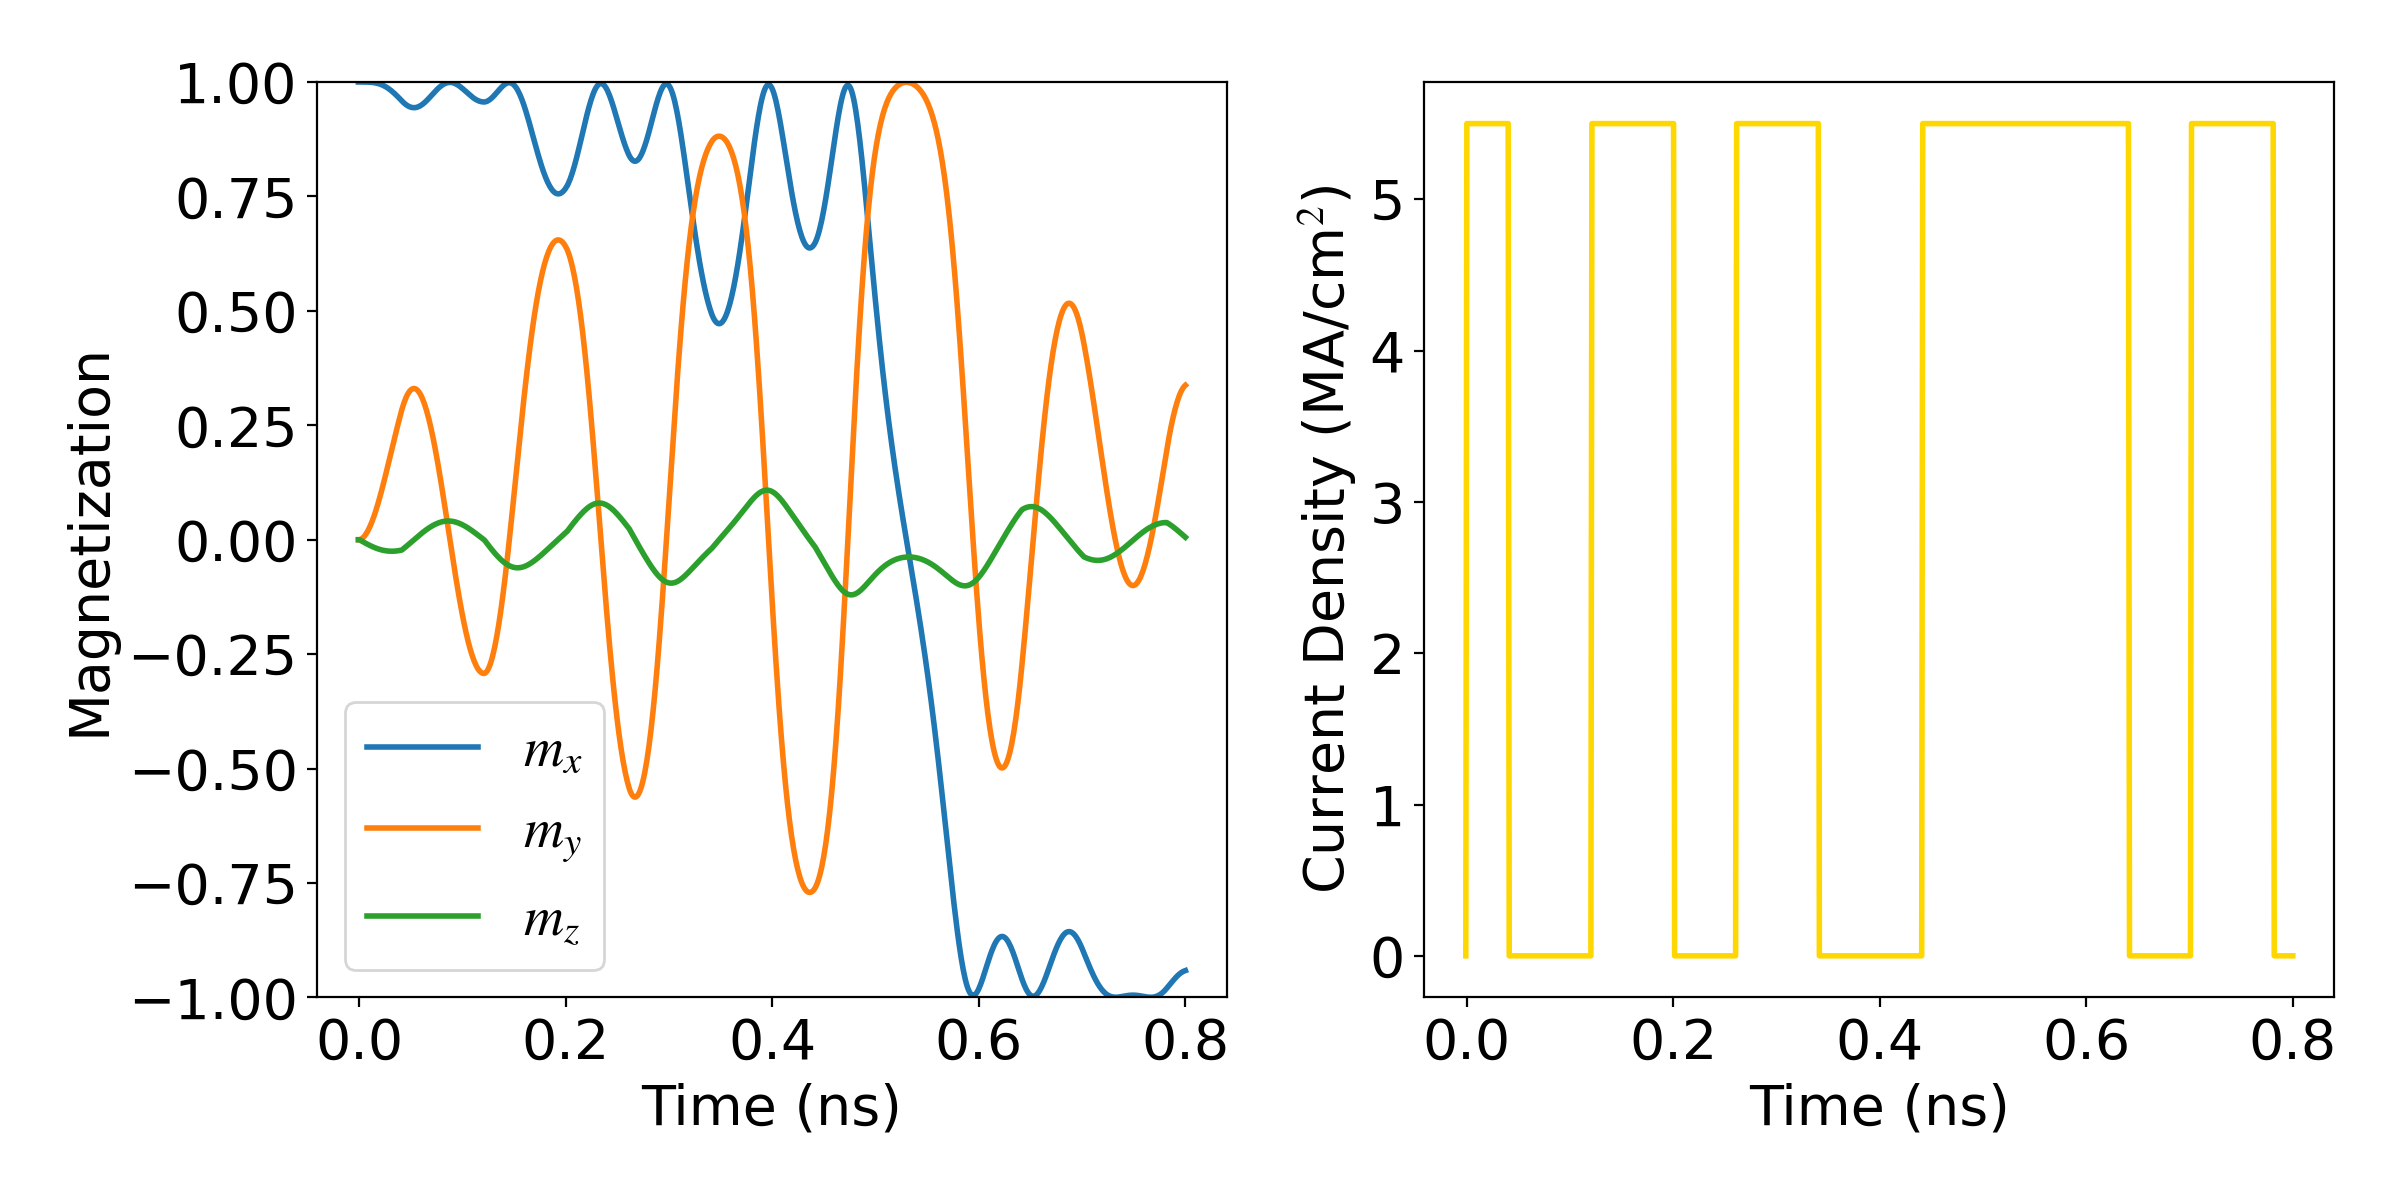 1.00
0.75
0.50
0.25
0.00
−0.25
−0.50
−0.75
−1.00
Magnetization
0.0 0.2 0.4 0.6 0.8
Time (ns)
m_x
m_y
m_z
5
4
3
2
1
0
Current Density (MA/cm²)
0.0 0.2 0.4 0.6 0.8
Time (ns)